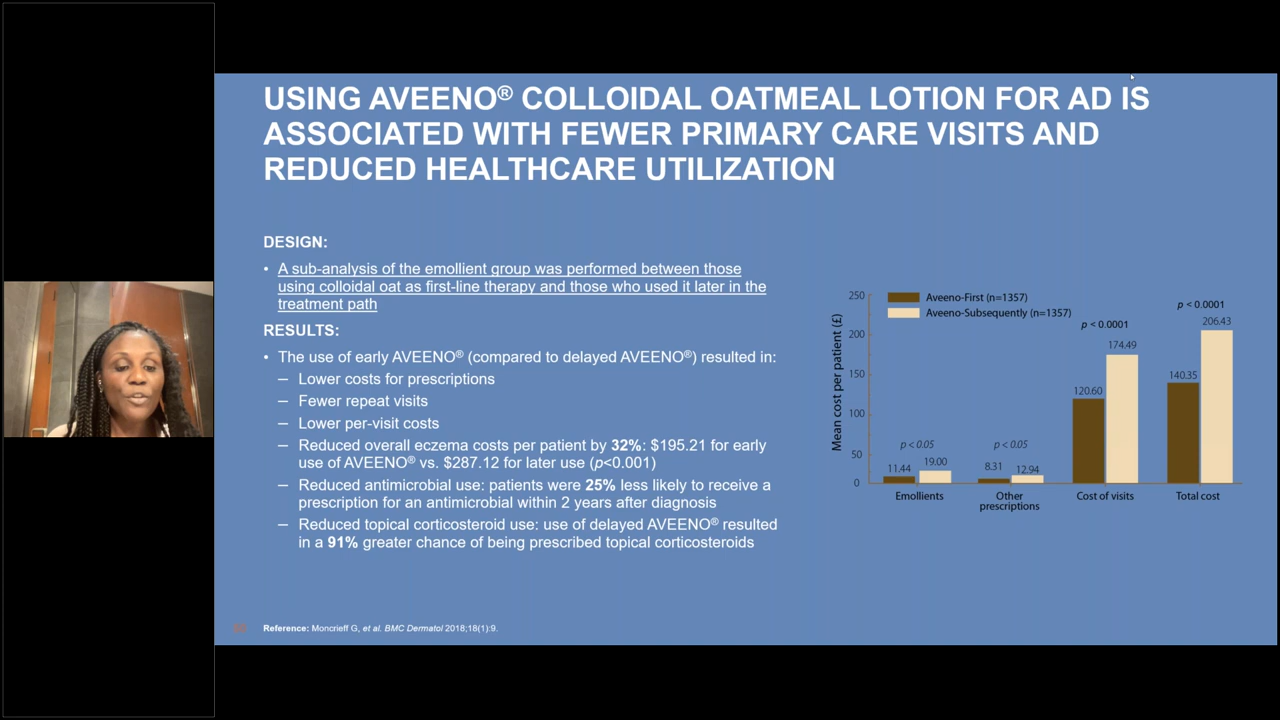 USING AVEENO® COLLOIDAL OATMEAL LOTION FOR AD IS
ASSOCIATED WITH FEWER PRIMARY CARE VISITS AND
REDUCED HEALTHCARE UTILIZATION
DESIGN:
• A sub-analysis of the emollient group was performed between those
using colloidal oat as first-line therapy and those who used it later in the
treatment path
RESULTS:
• The use of early AVEENO® (compared to delayed AVEENO®) resulted in:
– Lower costs for prescriptions
– Fewer repeat visits
– Lower per-visit costs
– Reduced overall eczema costs per patient by 32%: $195.21 for early
use of AVEENO® vs. $287.12 for later use (p<0.001)
– Reduced antimicrobial use: patients were 25% less likely to receive a
prescription for an antimicrobial within 2 years after diagnosis
– Reduced topical corticosteroid use: use of delayed AVEENO® resulted
in a 91% greater chance of being prescribed topical corticosteroids
Mean cost per patient (£)
250
200
150
100
50
0
Aveeno-First (n=1357)
Aveeno-Subsequently (n=1357)
p < 0.05
11.44
19.00
p < 0.05
8.31
12.94
p < 0.0001
120.60
174.49
p < 0.0001
140.35
206.43
Emollients
Other
prescriptions
Cost of visits
Total cost
Reference: Moncrieff G, et al. BMC Dermatol 2018;18(1):9.